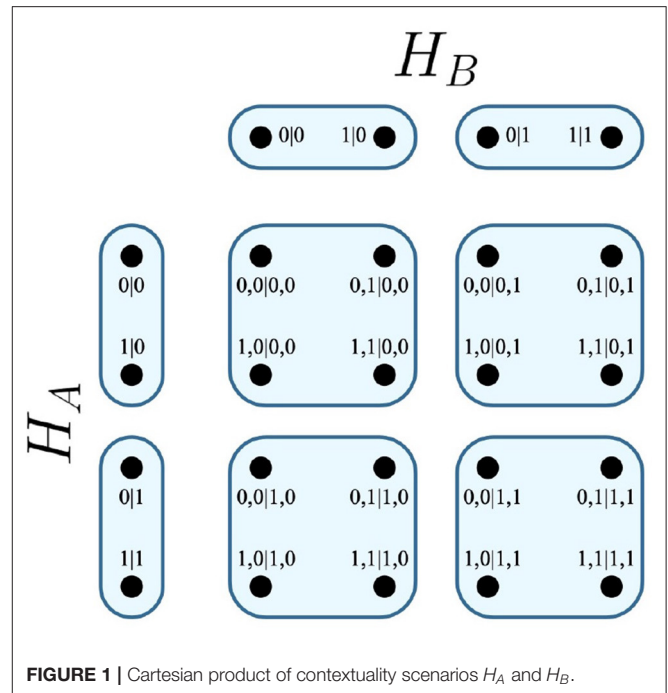 H_B
0|0 1|0 0|1 1|1
0|0 0,0|0,0 0,1|0,0 0,0|0,1 0,1|0,1
1|0 1,0|0,0 1,1|0,0 1,0|0,1 1,1|0,1
H_A
0|1 0,0|1,0 0,1|1,0 0,0|1,1 0,1|1,1
1|1 1,0|1,0 1,1|1,0 1,0|1,1 1,1|1,1
FIGURE 1 | Cartesian product of contextuality scenarios H_A and H_B.